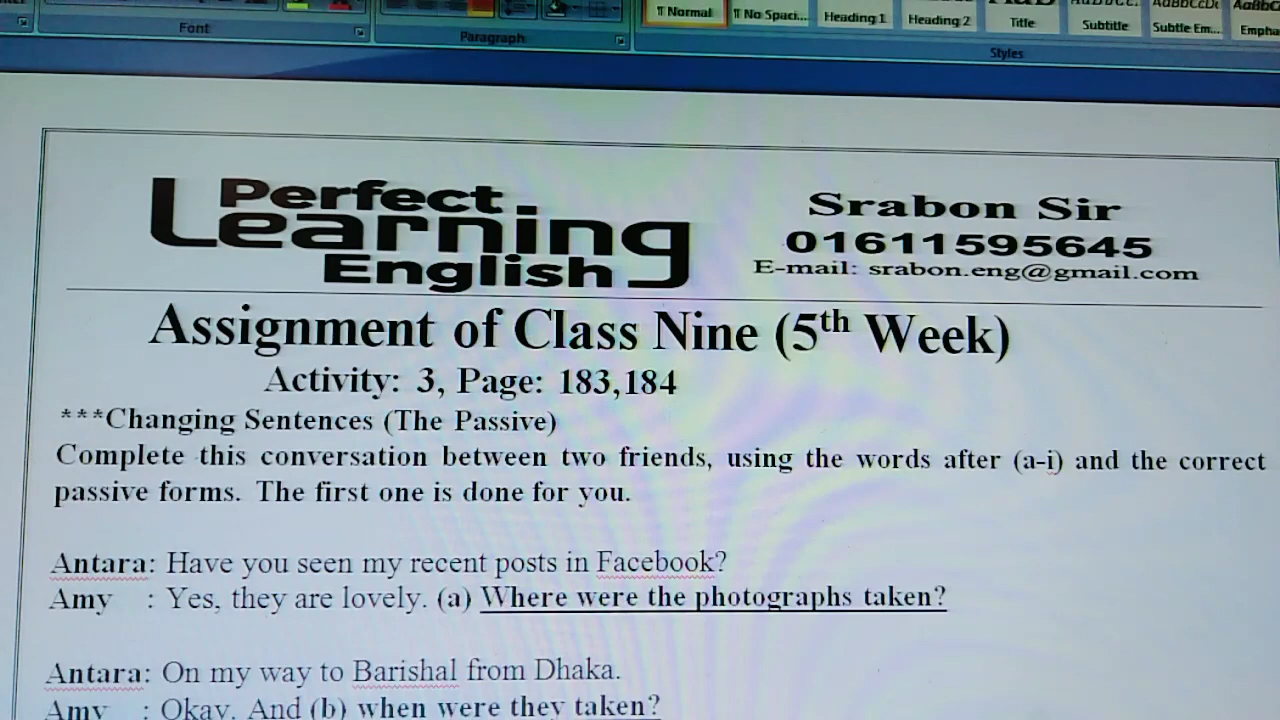 Font
Paragraph
Styles
¶ Normal
¶ No Spaci...
Heading 1
Heading 2
Title
Subtitle
Subtle Em...
Perfect
Learning
English
Srabon Sir
01611595645
E-mail: srabon.eng@gmail.com
Assignment of Class Nine (5th Week)
Activity: 3, Page: 183,184
***Changing Sentences (The Passive)
Complete this conversation between two friends, using the words after (a-i) and the correct
passive forms. The first one is done for you.
Antara: Have you seen my recent posts in Facebook?
Amy : Yes, they are lovely. (a) Where were the photographs taken?
Antara: On my way to Barishal from Dhaka.
Amy : Okay. And (b) when were they taken?